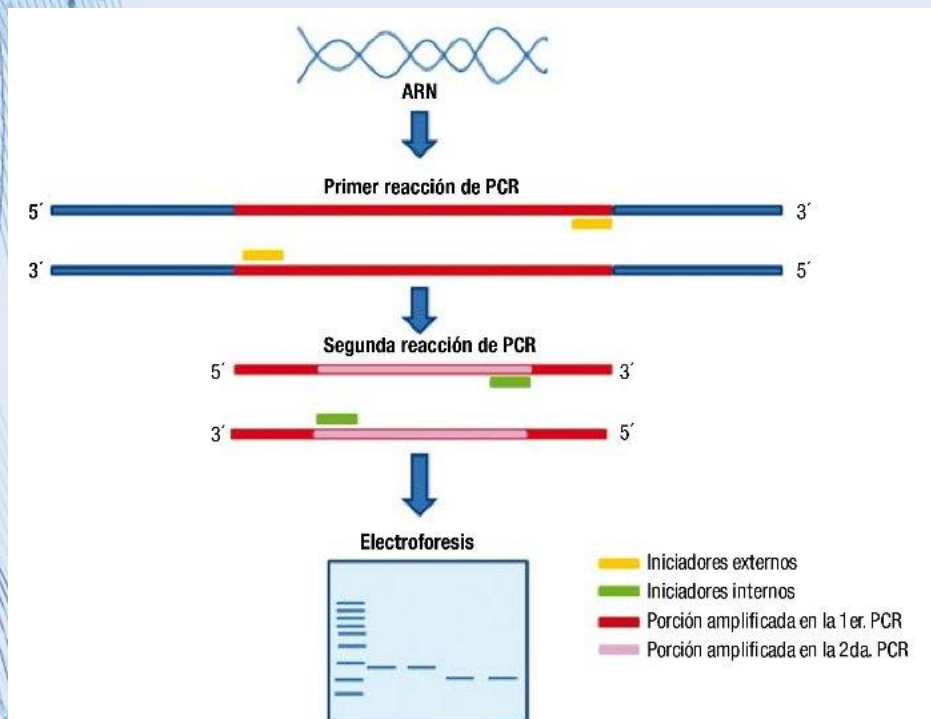 ARN
Primer reacción de PCR
5´ 3´
3´ 5´
Segunda reacción de PCR
5´ 3´
3´ 5´
Electroforesis
Iniciadores externos
Iniciadores internos
Porción amplificada en la 1er. PCR
Porción amplificada en la 2da. PCR